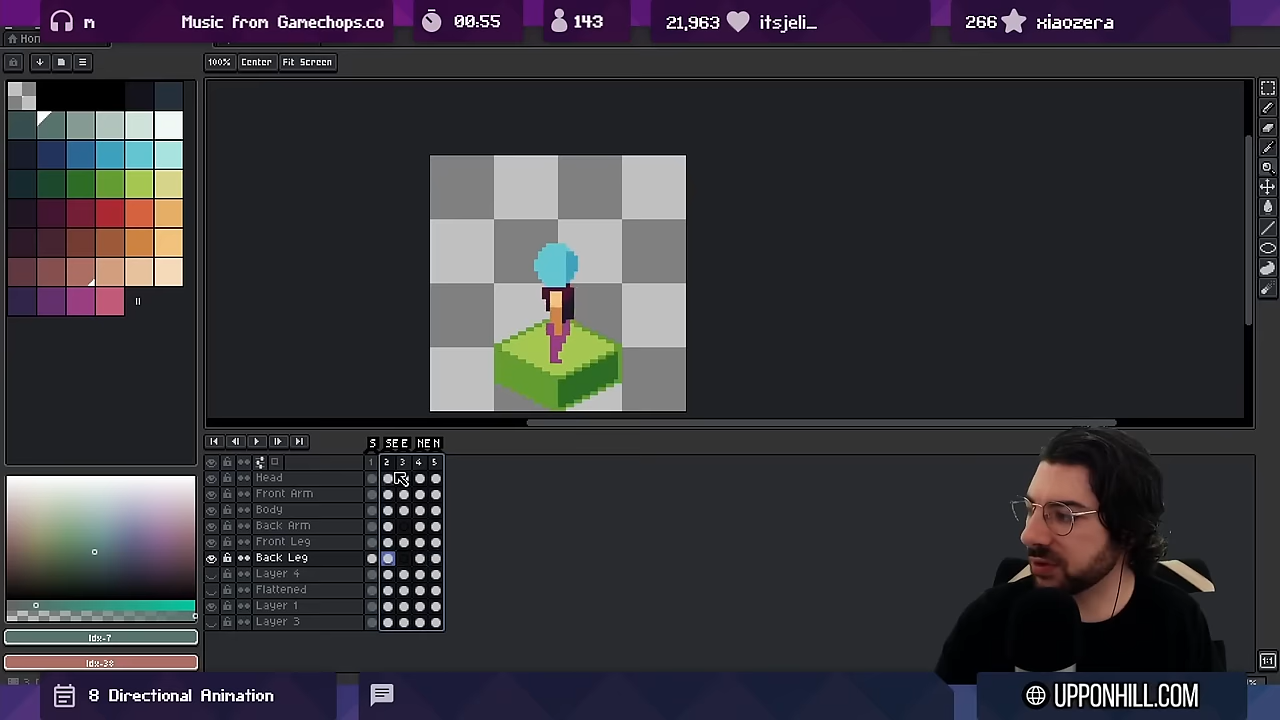 m Music from Gamechops.co 00:55 143 21,963 itsjeli_ 266 xiaozera
Hon
100% Center Fit Screen
S SE E NE N
1 2 3 4 5
Head
Front Arm
Body
Back Arm
Front Leg
Back Leg
Layer 4
Flattened
Layer 1
Layer 3
Idx-7
Idx-38
1:1
8 Directional Animation
UPPONHILL.COM